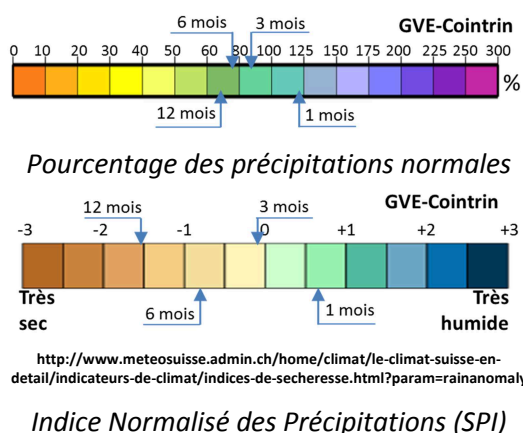 6 mois 3 mois GVE-Cointrin
0 10 20 30 40 50 60 70 80 100 125 125 150 175 200 225 250 300
%
12 mois 1 mois
Pourcentage des précipitations normales
12 mois 3 mois GVE-Cointrin
-3 -2 -1 0 +1 +2 +3
Très sec 6 mois 1 mois Très humide
http://www.meteosuisse.admin.ch/home/climat/le-climat-suisse-en-
detail/indicateurs-de-climat/indices-de-secheresse.html?param=rainanomaly
Indice Normalisé des Précipitations (SPI)